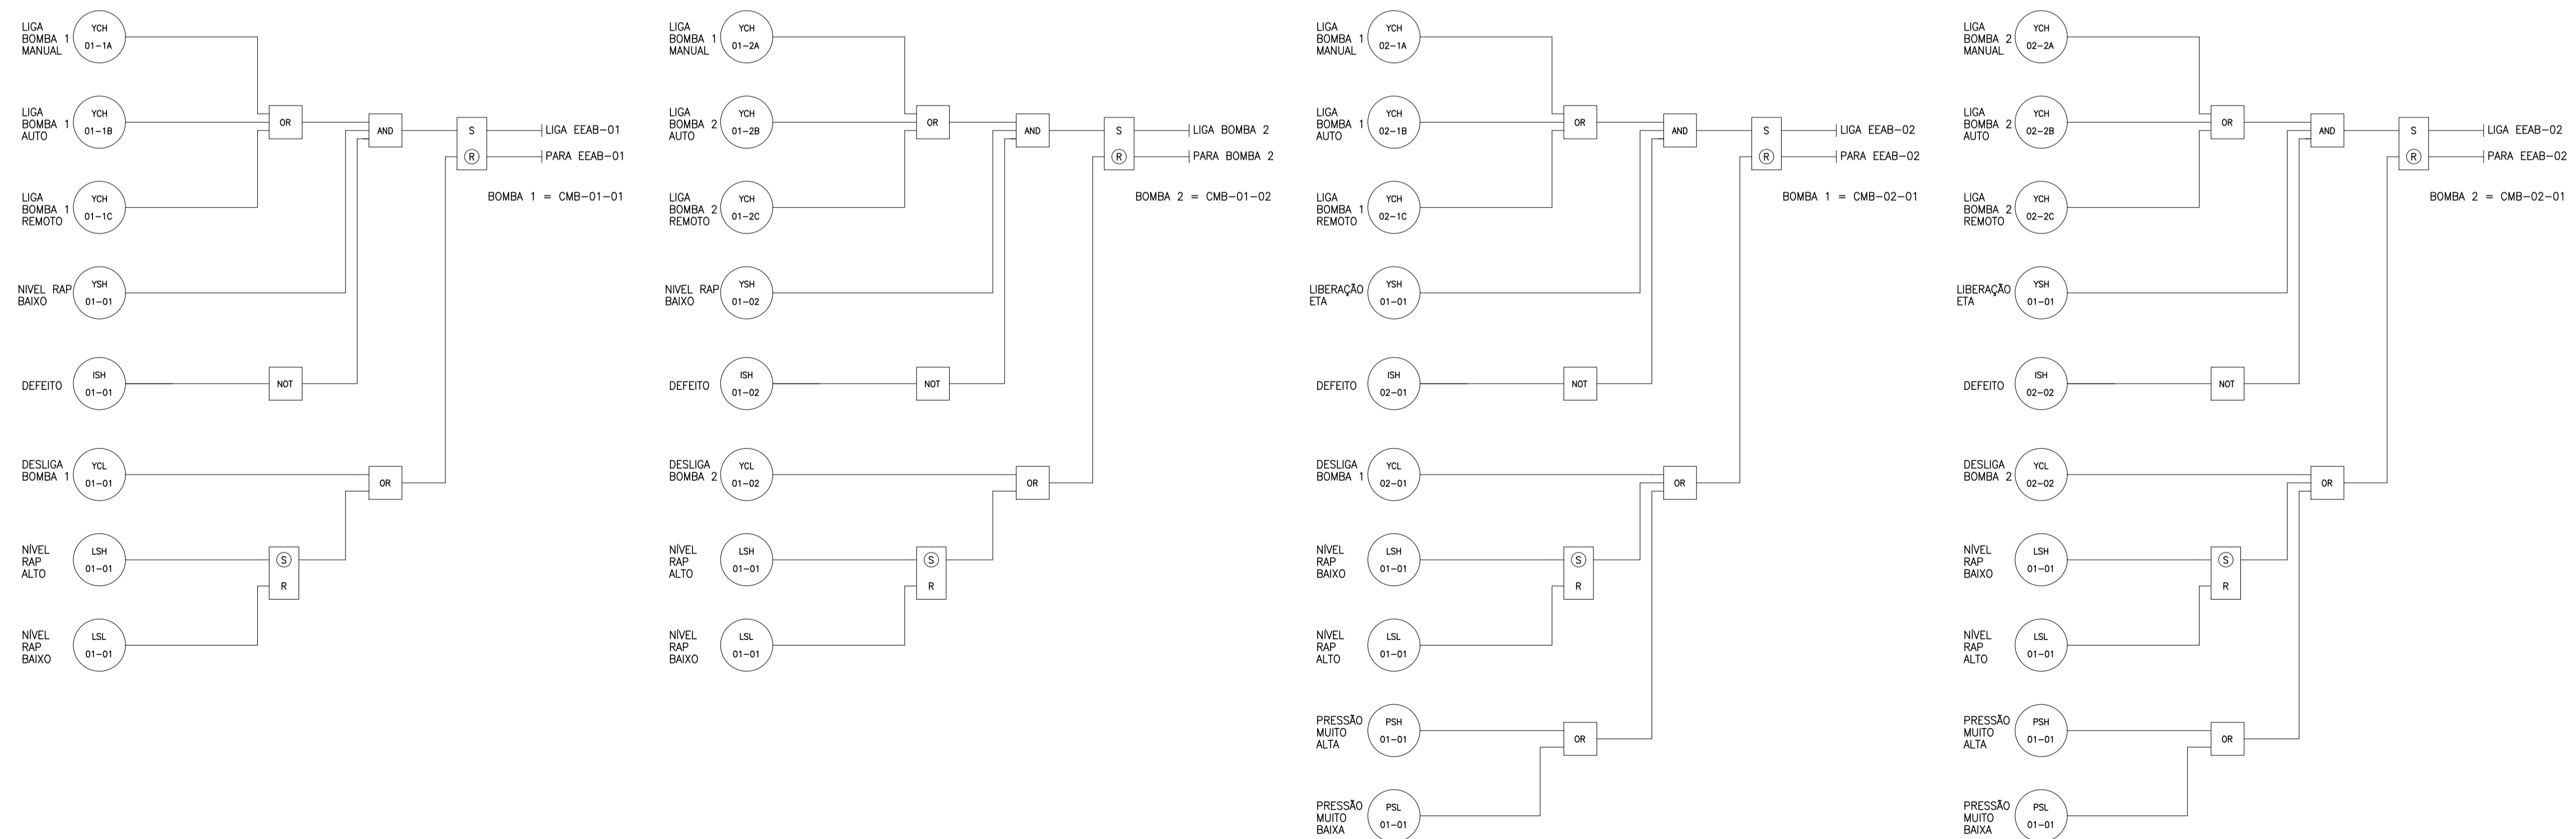 LIGA
BOMBA 1
MANUAL
YCH
01-1A
LIGA
BOMBA 1
AUTO
YCH
01-1B
OR
AND
S
LIGA EEAB-01
R
PARA EEAB-01
LIGA
BOMBA 1
REMOTO
YCH
01-1C
BOMBA 1 = CMB-01-01
NIVEL RAP
BAIXO
YSH
01-01
DEFEITO
ISH
01-01
NOT
DESLIGA
BOMBA 1
YCL
01-01
OR
NÍVEL
RAP
ALTO
LSH
01-01
S
R
NÍVEL
RAP
BAIXO
LSL
01-01
LIGA
BOMBA 1
MANUAL
YCH
01-2A
LIGA
BOMBA 2
AUTO
YCH
01-2B
OR
AND
S
LIGA BOMBA 2
R
PARA BOMBA 2
LIGA
BOMBA 2
REMOTO
YCH
01-2C
BOMBA 2 = CMB-01-02
NIVEL RAP
BAIXO
YSH
01-02
DEFEITO
ISH
01-02
NOT
DESLIGA
BOMBA 2
YCL
01-02
OR
NÍVEL
RAP
ALTO
LSH
01-01
S
R
NÍVEL
RAP
BAIXO
LSL
01-01
LIGA
BOMBA 1
MANUAL
YCH
02-1A
LIGA
BOMBA 1
AUTO
YCH
02-1B
OR
AND
S
LIGA EEAB-02
R
PARA EEAB-02
LIGA
BOMBA 1
REMOTO
YCH
02-1C
BOMBA 1 = CMB-02-01
LIBERAÇÃO
ETA
YSH
01-01
DEFEITO
ISH
02-01
NOT
DESLIGA
BOMBA 1
YCL
02-01
OR
NÍVEL
RAP
BAIXO
LSH
01-01
S
R
NÍVEL
RAP
ALTO
LSL
01-01
PRESSÃO
MUITO
ALTA
PSH
01-01
OR
PRESSÃO
MUITO
BAIXA
PSL
01-01
LIGA
BOMBA 2
MANUAL
YCH
02-2A
LIGA
BOMBA 2
AUTO
YCH
02-2B
OR
AND
S
LIGA EEAB-02
R
PARA EEAB-02
LIGA
BOMBA 2
REMOTO
YCH
02-2C
BOMBA 2 = CMB-02-01
LIBERAÇÃO
ETA
YSH
01-01
DEFEITO
ISH
02-02
NOT
DESLIGA
BOMBA 2
YCL
02-02
OR
NÍVEL
RAP
BAIXO
LSH
01-01
S
R
NÍVEL
RAP
ALTO
LSL
01-01
PRESSÃO
MUITO
ALTA
PSH
01-01
OR
PRESSÃO
MUITO
BAIXA
PSL
01-01